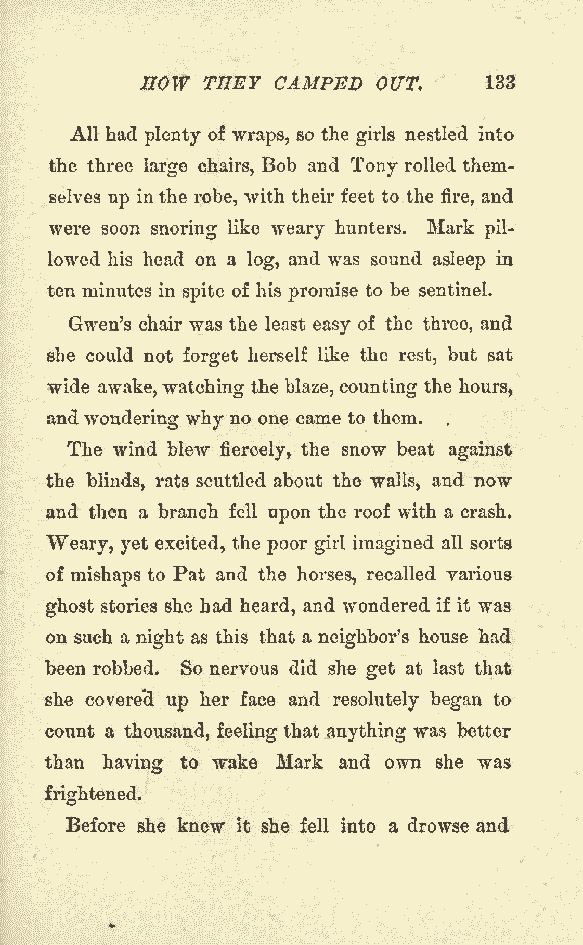 HOW THEY CAMPED OUT. 133
All had plenty of wraps, so the girls nestled into
the three large chairs, Bob and Tony rolled them-
selves up in the robe, with their feet to the fire, and
were soon snoring like weary hunters. Mark pil-
lowed his head on a log, and was sound asleep in
ten minutes in spite of his promise to be sentinel.
Gwen's chair was the least easy of the three, and
she could not forget herself like the rest, but sat
wide awake, watching the blaze, counting the hours,
and wondering why no one came to them.
The wind blew fiercely, the snow beat against
the blinds, rats scuttled about the walls, and now
and then a branch fell upon the roof with a crash.
Weary, yet excited, the poor girl imagined all sorts
of mishaps to Pat and the horses, recalled various
ghost stories she had heard, and wondered if it was
on such a night as this that a neighbor's house had
been robbed. So nervous did she get at last that
she covered up her face and resolutely began to
count a thousand, feeling that anything was better
than having to wake Mark and own she was
frightened.
Before she knew it she fell into a drowse and